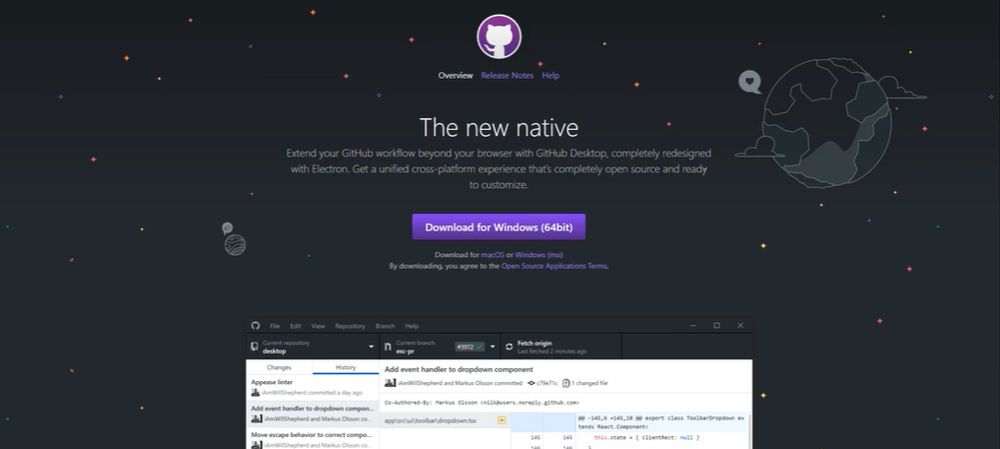 Overview Release Notes Help
The new native
Extend your GitHub workflow beyond your browser with GitHub Desktop, completely redesigned
with Electron. Get a unified cross-platform experience that's completely open source and ready
to customize.
Download for Windows (64bit)
Download for macOS or Windows (msi)
By downloading, you agree to the Open Source Applications Terms.
File Edit View Repository Branch Help
Current repository
desktop
Current branch
esc-pr
#3972
Fetch origin
Last fetched 2 minutes ago
Changes History
Appease linter
iAmWillShepherd committed a day ago
Add event handler to dropdown compon...
iAmWillShepherd and Markus Olsson co...
Move escape behavior to correct compo...
Add event handler to dropdown component
iAmWillShepherd and Markus Olsson committed c79e71c 1 changed file
Co-Authored-By: Markus Olsson <niik@users.noreply.github.com>
app\src\ui\toolbar\dropdown.tsx
@@ -145,6 +145,10 @@ export class ToolbarDropdown ex
tends React.Component<
145 145 this.state = { clientRect: null }
146 146 }